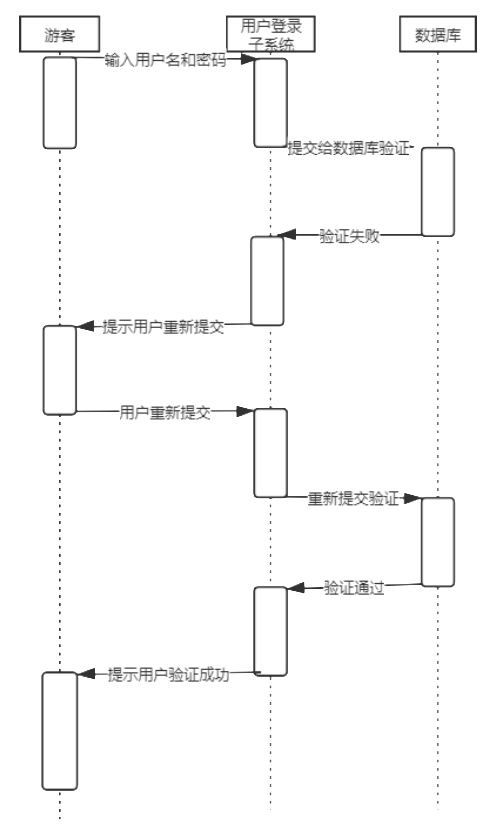 游客
用户登录
子系统
数据库
输入用户名和密码
提交给数据库验证
验证失败
提示用户重新提交
用户重新提交
重新提交验证
验证通过
提示用户验证成功